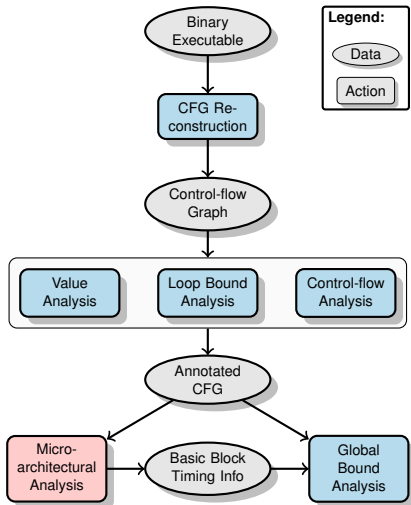 Binary
Executable
Legend:
Data
Action
CFG Re-
construction
Control-flow
Graph
Value
Analysis
Loop Bound
Analysis
Control-flow
Analysis
Annotated
CFG
Micro-
architectural
Analysis
Basic Block
Timing Info
Global
Bound
Analysis